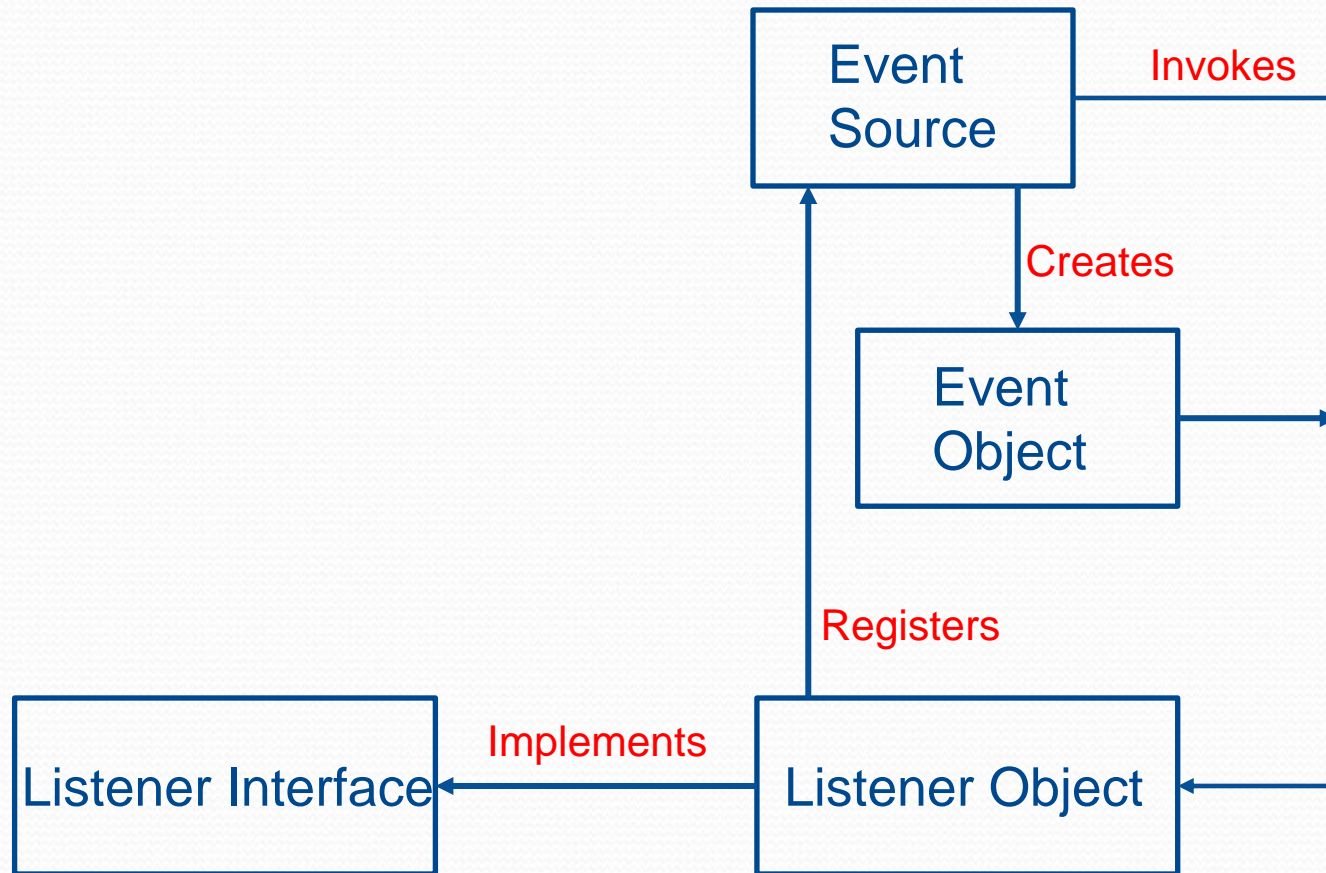 Event
Source
Invokes
Creates
Event
Object
Registers
Implements
Listener Interface
Listener Object